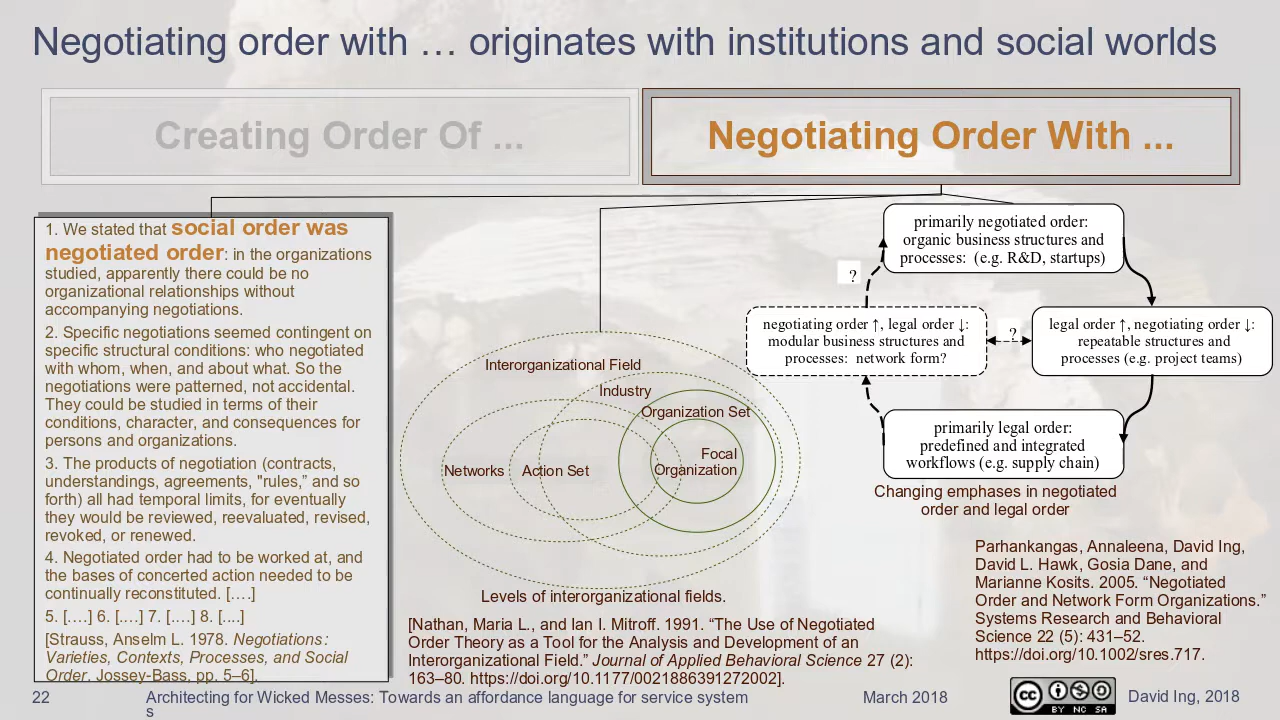 Negotiating order with … originates with institutions and social worlds
Creating Order Of ...
Negotiating Order With ...
1. We stated that social order was
negotiated order: in the organizations
studied, apparently there could be no
organizational relationships without
accompanying negotiations.
2. Specific negotiations seemed contingent on
specific structural conditions: who negotiated
with whom, when, and about what. So the
negotiations were patterned, not accidental.
They could be studied in terms of their
conditions, character, and consequences for
persons and organizations.
3. The products of negotiation (contracts,
understandings, agreements, "rules,” and so
forth) all had temporal limits, for eventually
they would be reviewed, reevaluated, revised,
revoked, or renewed.
4. Negotiated order had to be worked at, and
the bases of concerted action needed to be
continually reconstituted. [….]
5. [….] 6. [….] 7. [….] 8. [....]
[Strauss, Anselm L. 1978. Negotiations:
Varieties, Contexts, Processes, and Social
Order. Jossey-Bass, pp. 5–6].
Interorganizational Field
Industry
Organization Set
Focal
Organization
Networks
Action Set
Levels of interorganizational fields.
[Nathan, Maria L., and Ian I. Mitroff. 1991. “The Use of Negotiated
Order Theory as a Tool for the Analysis and Development of an
Interorganizational Field.” Journal of Applied Behavioral Science 27 (2):
163–80. https://doi.org/10.1177/0021886391272002].
primarily negotiated order:
organic business structures and
processes: (e.g. R&D, startups)
?
negotiating order ↑, legal order ↓:
modular business structures and
processes: network form?
?
legal order ↑, negotiating order ↓:
repeatable structures and
processes (e.g. project teams)
primarily legal order:
predefined and integrated
workflows (e.g. supply chain)
Changing emphases in negotiated
order and legal order
Parhankangas, Annaleena, David Ing,
David L. Hawk, Gosia Dane, and
Marianne Kosits. 2005. “Negotiated
Order and Network Form Organizations.”
Systems Research and Behavioral
Science 22 (5): 431–52.
https://doi.org/10.1002/sres.717.
22
Architecting for Wicked Messes: Towards an affordance language for service system
s
March 2018
cc
BY NC SA
David Ing, 2018